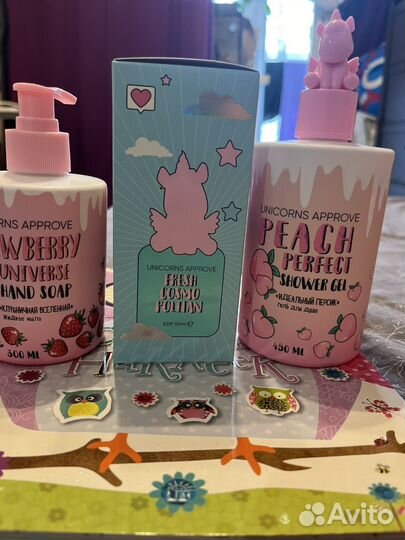 RNS APPROVE
WBERRY
UNIVERSE
HAND SOAP
«КЛУБНИЧНАЯ ВСЕЛЕННАЯ»
ЖИДКОЕ МЫЛО
300 ML
UNICORNS APPROVE
FRESH
COSMO
POLITAN
EDP 50ml ℮
UNICORNS APPROVE
PEACH
PERFECT
SHOWER GEL
«ИДЕАЛЬНЫЙ ПЕРСИК»
ГЕЛЬ ДЛЯ ДУША
450 ML
Avito